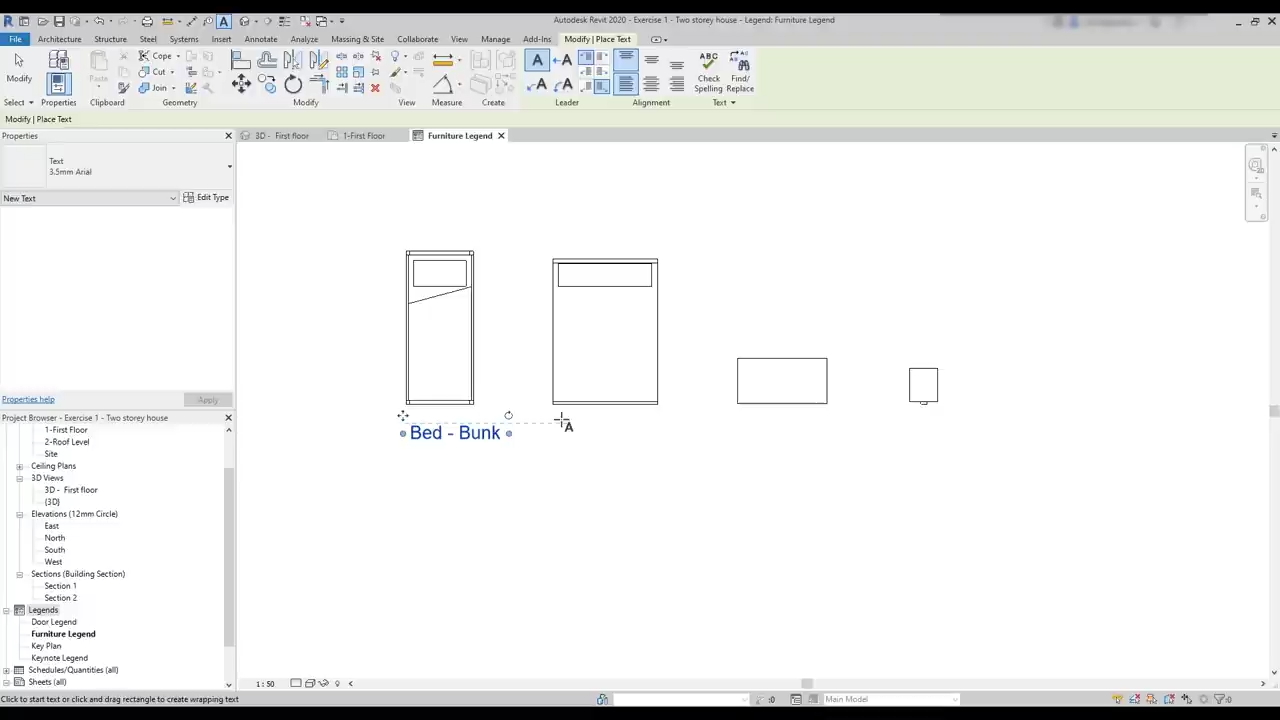 Autodesk Revit 2020 - Exercise 1 - Two storey house - Legend: Furniture Legend
File Architecture Structure Steel Systems Insert Annotate Analyze Massing & Site Collaborate View Manage Add-Ins Modify | Place Text
Modify
Paste
Cope
Cut
Join
Check Spelling
Find/ Replace
Select Properties Clipboard Geometry Modify View Measure Create Leader Alignment Text
Modify | Place Text
Properties
3D - First floor 1-First Floor Furniture Legend
Text
3.5mm Arial
New Text Edit Type
Properties help Apply
Project Browser - Exercise 1 - Two storey house
1-First Floor
2-Roof Level
Site
Ceiling Plans
3D Views
3D - First floor
{3D}
Elevations (12mm Circle)
East
North
South
West
Sections (Building Section)
Section 1
Section 2
Legends
Door Legend
Furniture Legend
Key Plan
Keynote Legend
Schedules/Quantities (all)
Sheets (all)
Bed - Bunk
A
1 : 50
Click to start text or click and drag rectangle to create wrapping text
:0 Main Model :0